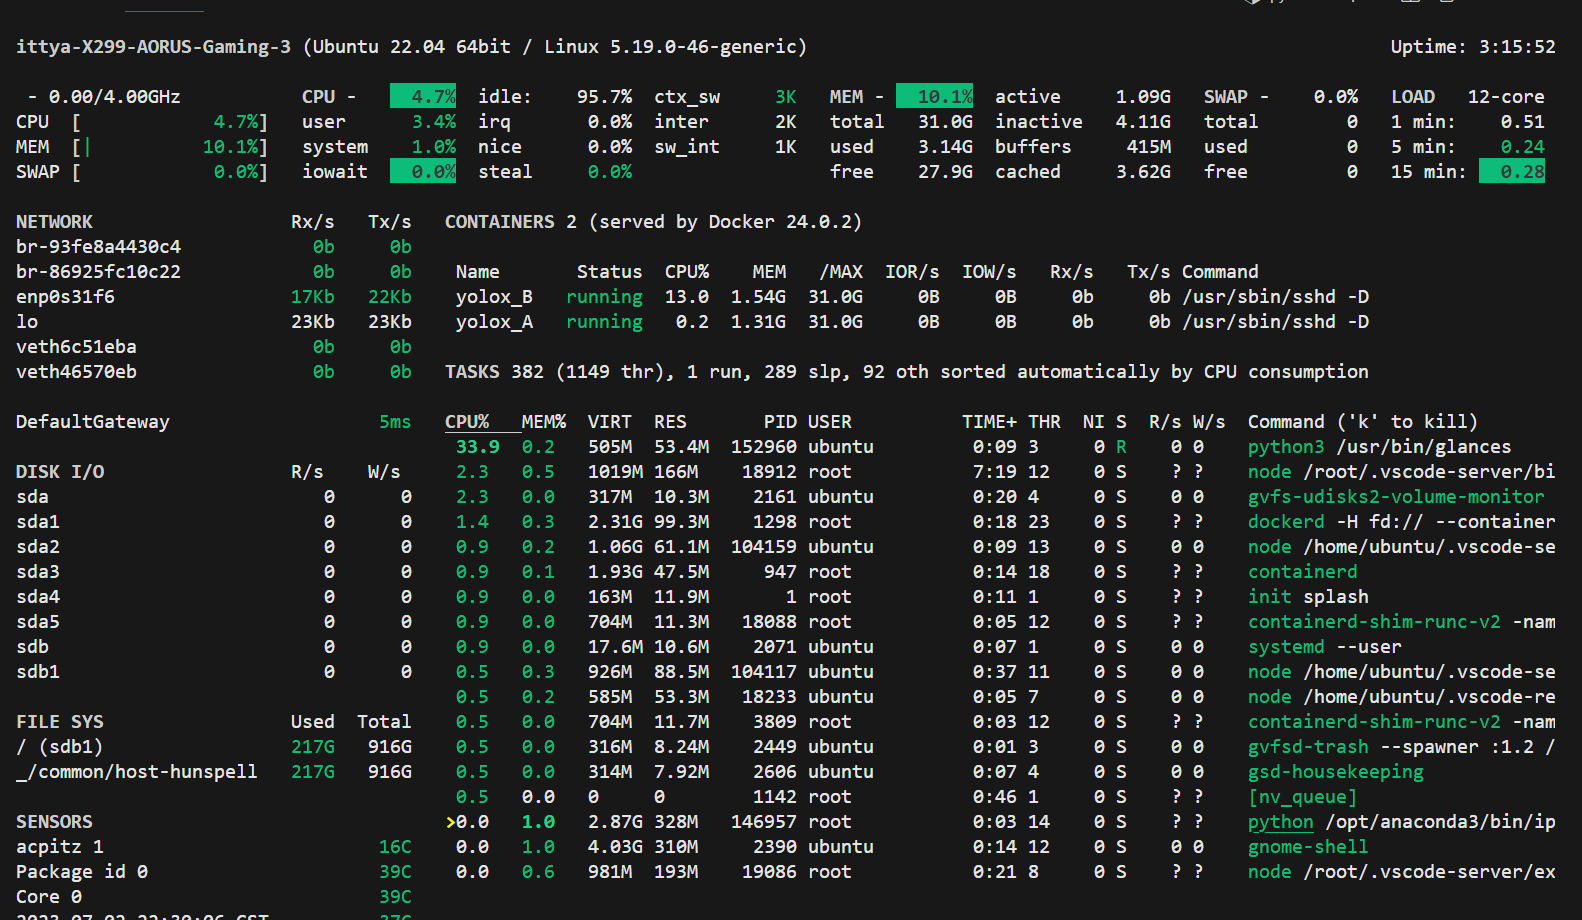 ittya-X299-AORUS-Gaming-3 (Ubuntu 22.04 64bit / Linux 5.19.0-46-generic) Uptime: 3:15:52
- 0.00/4.00GHz CPU - 4.7% idle: 95.7% ctx_sw 3K MEM - 10.1% active 1.09G SWAP - 0.0% LOAD 12-core
CPU [ 4.7%] user 3.4% irq 0.0% inter 2K total 31.0G inactive 4.11G total 0 1 min: 0.51
MEM [| 10.1%] system 1.0% nice 0.0% sw_int 1K used 3.14G buffers 415M used 0 5 min: 0.24
SWAP [ 0.0%] iowait 0.0% steal 0.0% free 27.9G cached 3.62G free 0 15 min: 0.28
NETWORK Rx/s Tx/s CONTAINERS 2 (served by Docker 24.0.2)
br-93fe8a4430c4 0b 0b
br-86925fc10c22 0b 0b Name Status CPU% MEM /MAX IOR/s IOW/s Rx/s Tx/s Command
enp0s31f6 17Kb 22Kb yolox_B running 13.0 1.54G 31.0G 0B 0B 0b 0b /usr/sbin/sshd -D
lo 23Kb 23Kb yolox_A running 0.2 1.31G 31.0G 0B 0B 0b 0b /usr/sbin/sshd -D
veth6c51eba 0b 0b
veth46570eb 0b 0b TASKS 382 (1149 thr), 1 run, 289 slp, 92 oth sorted automatically by CPU consumption
DefaultGateway 5ms CPU% MEM% VIRT RES PID USER TIME+ THR NI S R/s W/s Command ('k' to kill)
33.9 0.2 505M 53.4M 152960 ubuntu 0:09 3 0 R 0 0 python3 /usr/bin/glances
DISK I/O R/s W/s 2.3 0.5 1019M 166M 18912 root 7:19 12 0 S ? ? node /root/.vscode-server/bi
sda 0 0 2.3 0.0 317M 10.3M 2161 ubuntu 0:20 4 0 S 0 0 gvfs-udisks2-volume-monitor
sda1 0 0 1.4 0.3 2.31G 99.3M 1298 root 0:18 23 0 S ? ? dockerd -H fd:// --container
sda2 0 0 0.9 0.2 1.06G 61.1M 104159 ubuntu 0:09 13 0 S 0 0 node /home/ubuntu/.vscode-se
sda3 0 0 0.9 0.1 1.93G 47.5M 947 root 0:14 18 0 S ? ? containerd
sda4 0 0 0.9 0.0 163M 11.9M 1 root 0:11 1 0 S ? ? init splash
sda5 0 0 0.9 0.0 704M 11.3M 18088 root 0:05 12 0 S ? ? containerd-shim-runc-v2 -nam
sdb 0 0 0.9 0.0 17.6M 10.6M 2071 ubuntu 0:07 1 0 S 0 0 systemd --user
sdb1 0 0 0.5 0.3 926M 88.5M 104117 ubuntu 0:37 11 0 S 0 0 node /home/ubuntu/.vscode-se
0.5 0.2 585M 53.3M 18233 ubuntu 0:05 7 0 S 0 0 node /home/ubuntu/.vscode-re
FILE SYS Used Total 0.5 0.0 704M 11.7M 3809 root 0:03 12 0 S ? ? containerd-shim-runc-v2 -nam
/ (sdb1) 217G 916G 0.5 0.0 316M 8.24M 2449 ubuntu 0:01 3 0 S 0 0 gvfsd-trash --spawner :1.2 /
_/common/host-hunspell 217G 916G 0.5 0.0 314M 7.92M 2606 ubuntu 0:07 4 0 S 0 0 gsd-housekeeping
0.5 0.0 0 0 1142 root 0:46 1 0 S ? ? [nv_queue]
SENSORS >0.0 1.0 2.87G 328M 146957 root 0:03 14 0 S ? ? python /opt/anaconda3/bin/ip
acpitz 1 16C 0.0 1.0 4.03G 310M 2390 ubuntu 0:14 12 0 S 0 0 gnome-shell
Package id 0 39C 0.0 0.6 981M 193M 19086 root 0:21 8 0 S ? ? node /root/.vscode-server/ex
Core 0 39C
2023-07-02 22:30:06 CST 37C